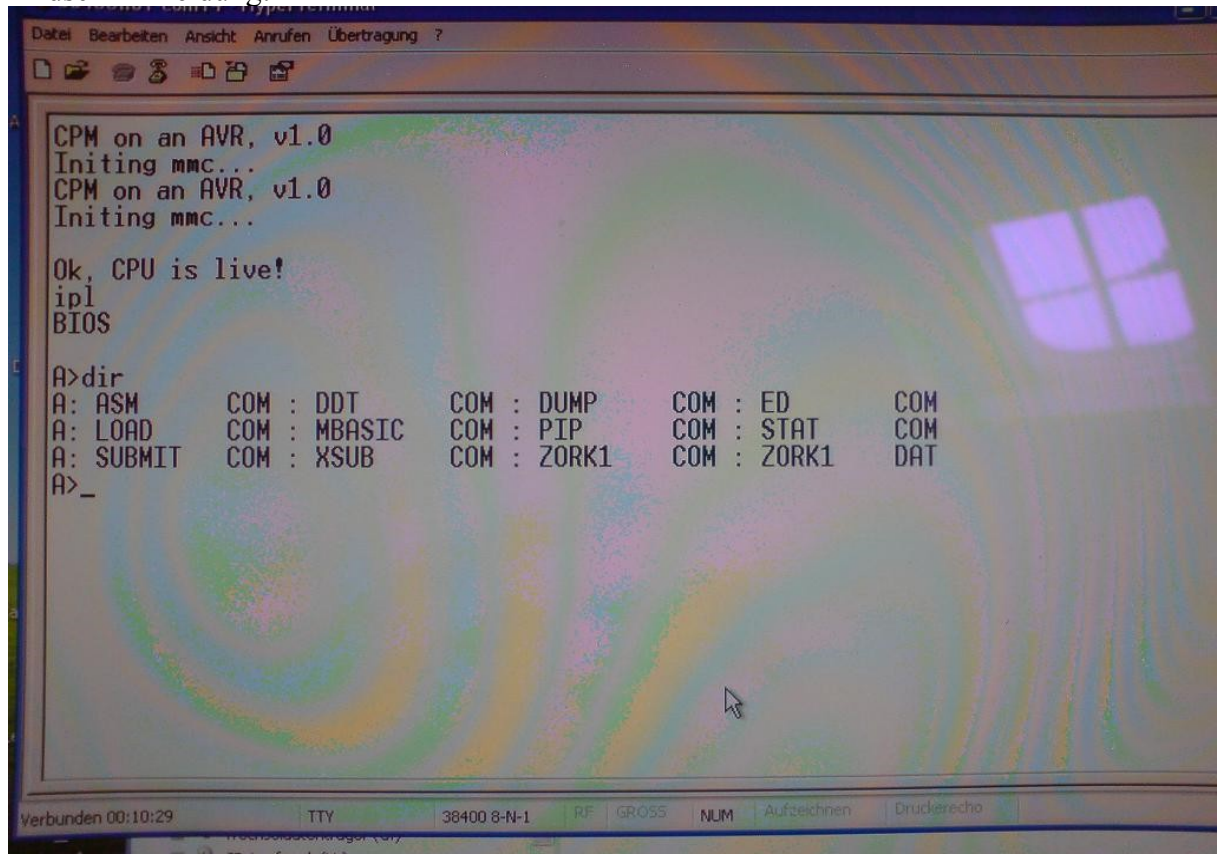 HyperTerminal
Datei Bearbeiten Ansicht Anrufen Übertragung ?
CPM on an AVR, v1.0
Initing mmc...
CPM on an AVR, v1.0
Initing mmc...
Ok, CPU is live!
ipl
BIOS
A>dir
A: ASM COM : DDT COM : DUMP COM : ED COM
A: LOAD COM : MBASIC COM : PIP COM : STAT COM
A: SUBMIT COM : XSUB COM : ZORK1 COM : ZORK1 DAT
A>_
Verbunden 00:10:29 TTY 38400 8-N-1 RF GROSS NUM Aufzeichnen Druckerecho